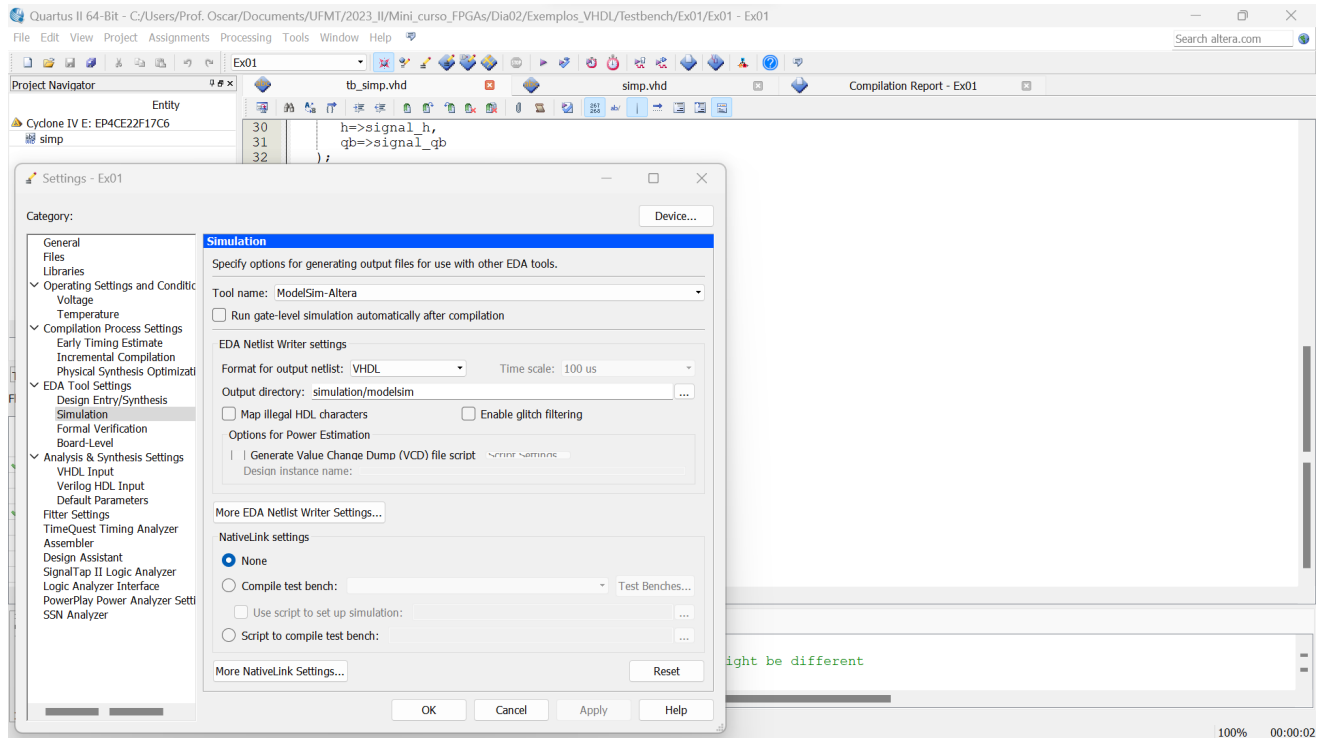 Quartus II 64-Bit - C:/Users/Prof. Oscar/Documents/UFMT/2023_II/Mini_curso_FPGAs/Dia02/Exemplos_VHDL/Testbench/Ex01/Ex01 - Ex01
File Edit View Project Assignments Processing Tools Window Help
Search altera.com
Ex01
Project Navigator
tb_simp.vhd
simp.vhd
Compilation Report - Ex01
Entity
Cyclone IV E: EP4CE22F17C6
simp
267
268
ab/
30 h=>signal_h,
31 qb=>signal_qb
32 );
Settings - Ex01
Category:
Device...
General
Files
Libraries
Operating Settings and Conditic
Voltage
Temperature
Compilation Process Settings
Early Timing Estimate
Incremental Compilation
Physical Synthesis Optimizati
EDA Tool Settings
Design Entry/Synthesis
Simulation
Formal Verification
Board-Level
Analysis & Synthesis Settings
VHDL Input
Verilog HDL Input
Default Parameters
Fitter Settings
TimeQuest Timing Analyzer
Assembler
Design Assistant
SignalTap II Logic Analyzer
Logic Analyzer Interface
PowerPlay Power Analyzer Setti
SSN Analyzer
Simulation
Specify options for generating output files for use with other EDA tools.
Tool name: ModelSim-Altera
Run gate-level simulation automatically after compilation
EDA Netlist Writer settings
Format for output netlist: VHDL Time scale: 100 us
Output directory: simulation/modelsim ...
Map illegal HDL characters Enable glitch filtering
Options for Power Estimation
Generate Value Change Dump (VCD) file script Script Settings...
Design instance name:
More EDA Netlist Writer Settings...
NativeLink settings
None
Compile test bench: Test Benches...
Use script to set up simulation: ...
Script to compile test bench: ...
More NativeLink Settings... Reset
OK Cancel Apply Help
ight be different
100% 00:00:02